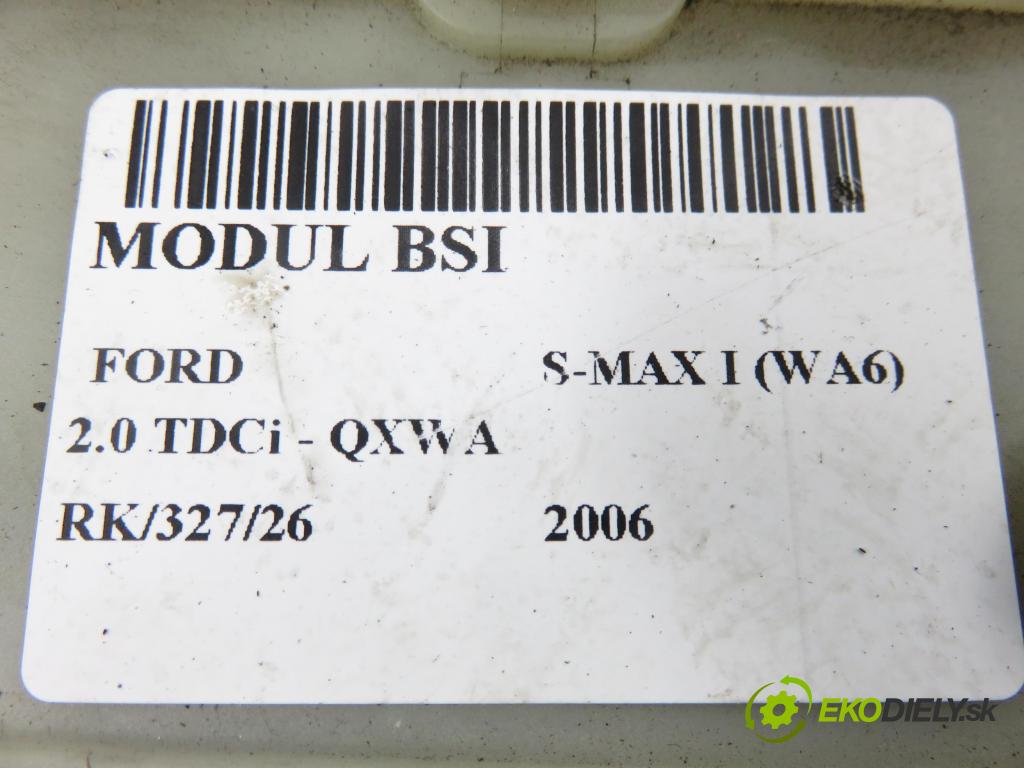 MODUL BSI
FORD S-MAX I (WA6)
2.0 TDCi - QXWA
RK/327/26 2006
EKODIELY.sk